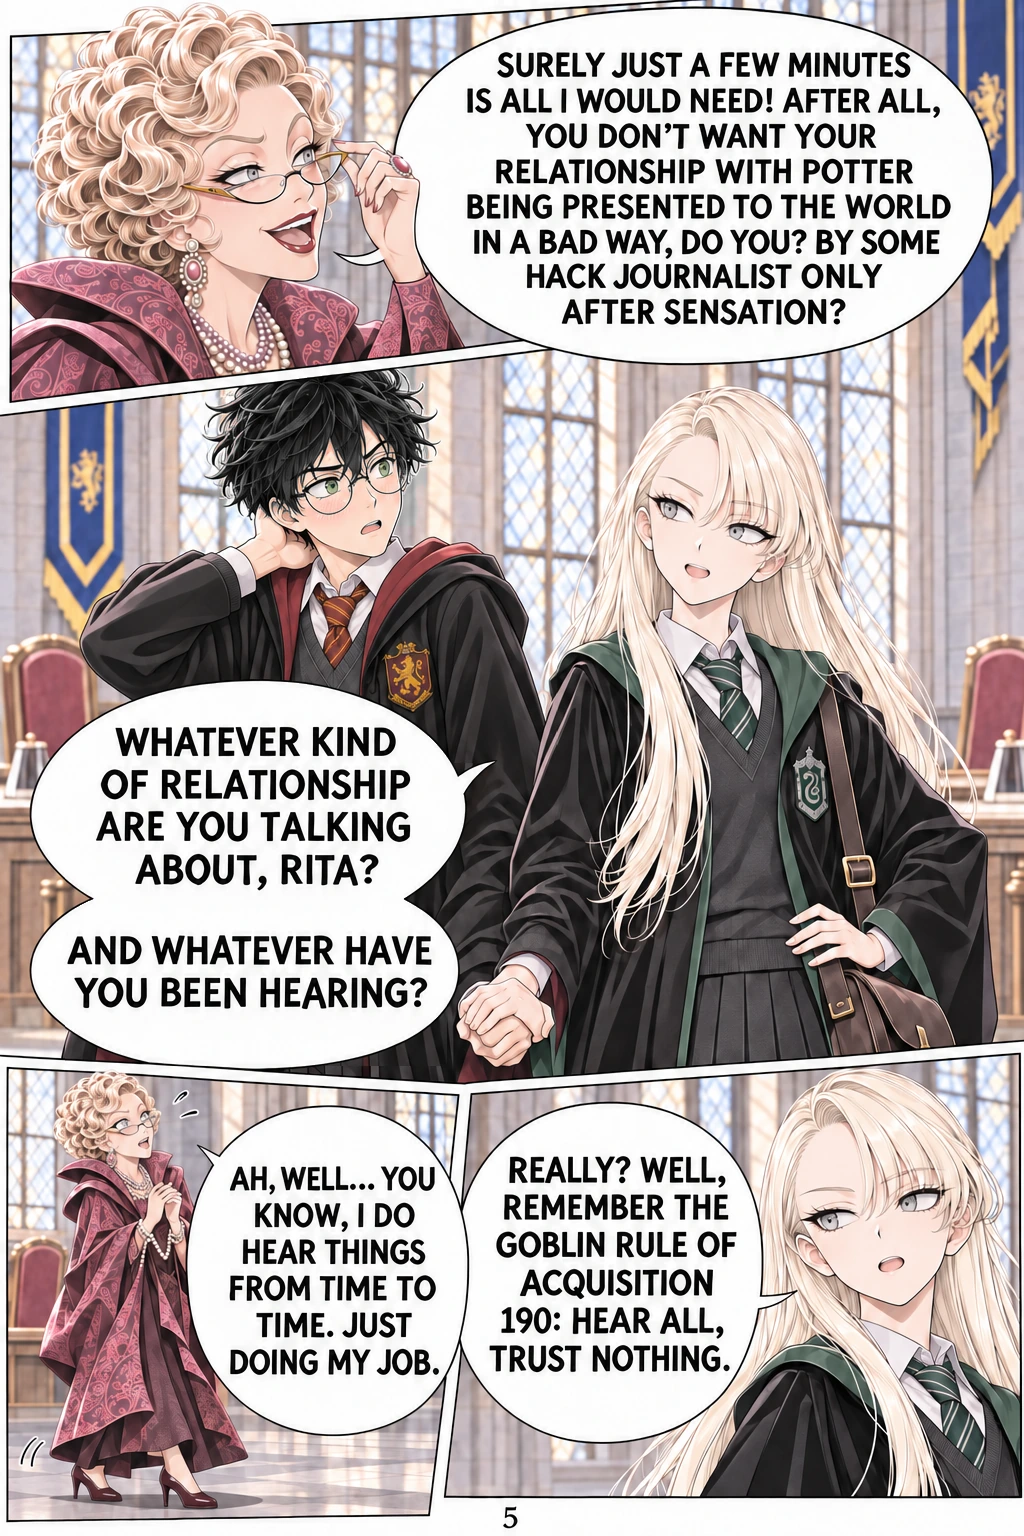 SURELY JUST A FEW MINUTES
IS ALL I WOULD NEED! AFTER ALL,
YOU DON'T WANT YOUR
RELATIONSHIP WITH POTTER
BEING PRESENTED TO THE WORLD
IN A BAD WAY, DO YOU? BY SOME
HACK JOURNALIST ONLY
AFTER SENSATION?
WHATEVER KIND
OF RELATIONSHIP
ARE YOU TALKING
ABOUT, RITA?
AND WHATEVER HAVE
YOU BEEN HEARING?
AH, WELL... YOU
KNOW, I DO
HEAR THINGS
FROM TIME TO
TIME. JUST
DOING MY JOB.
REALLY? WELL,
REMEMBER THE
GOBLIN RULE OF
ACQUISITION
190: HEAR ALL,
TRUST NOTHING.
5